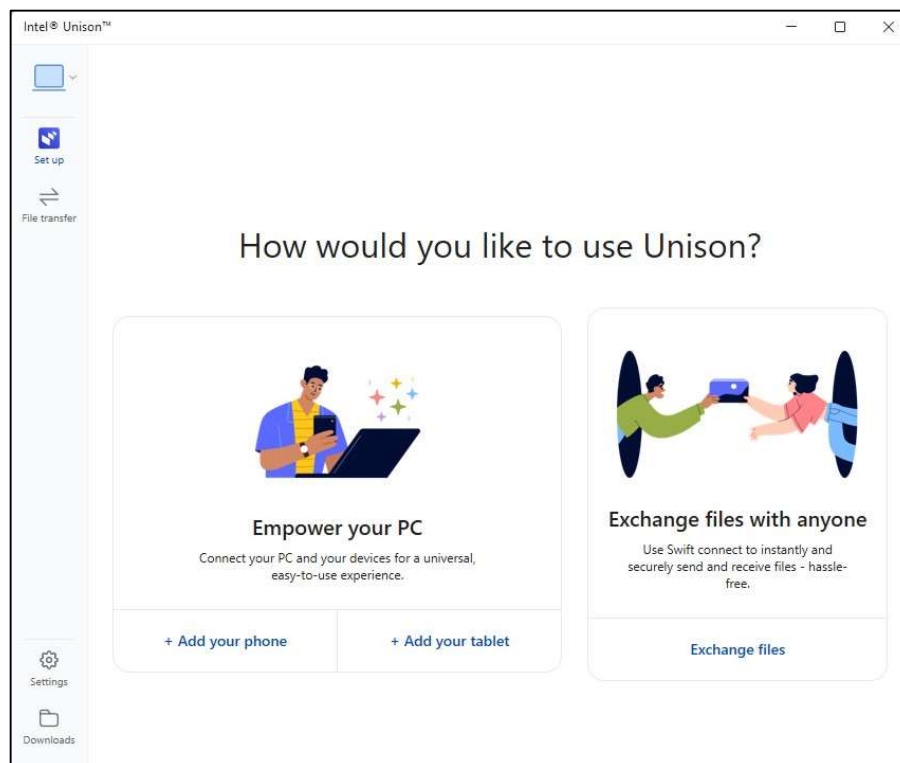 Intel® Unison™
Set up
File transfer
How would you like to use Unison?
Empower your PC
Connect your PC and your devices for a universal,
easy-to-use experience.
+ Add your phone
+ Add your tablet
Exchange files with anyone
Use Swift connect to instantly and
securely send and receive files - hassle-
free.
Exchange files
Settings
Downloads